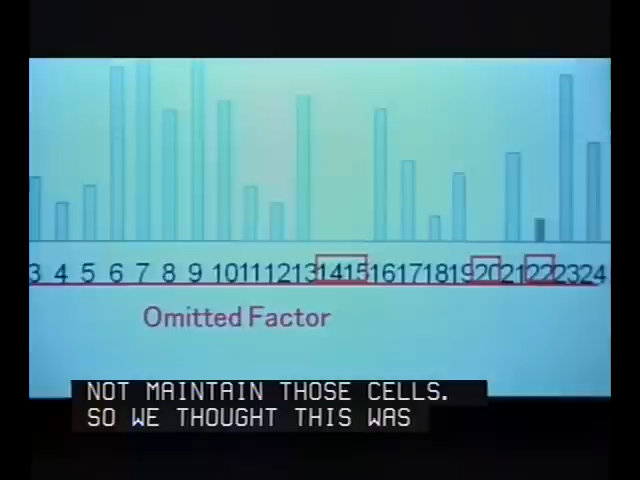 3 4 5 6 7 8 9 10 11 12 13 14 15 16 17 18 19 20 21 22 23 24
Omitted Factor
NOT MAINTAIN THOSE CELLS.
SO WE THOUGHT THIS WAS